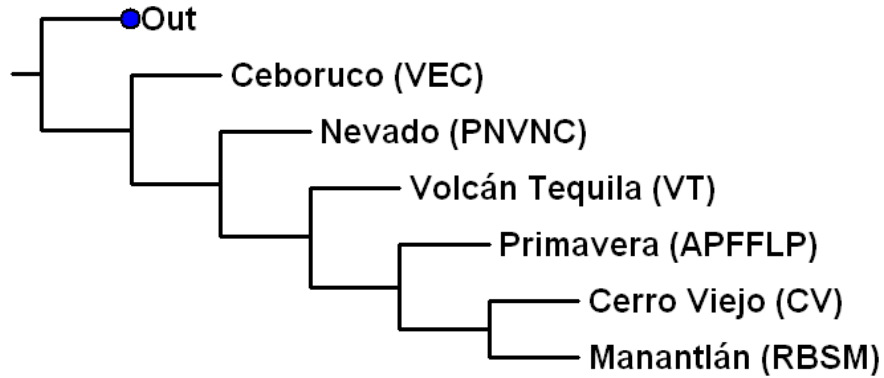 Out
Ceboruco (VEC)
Nevado (PNVNC)
Volcán Tequila (VT)
Primavera (APFFLP)
Cerro Viejo (CV)
Manantlán (RBSM)